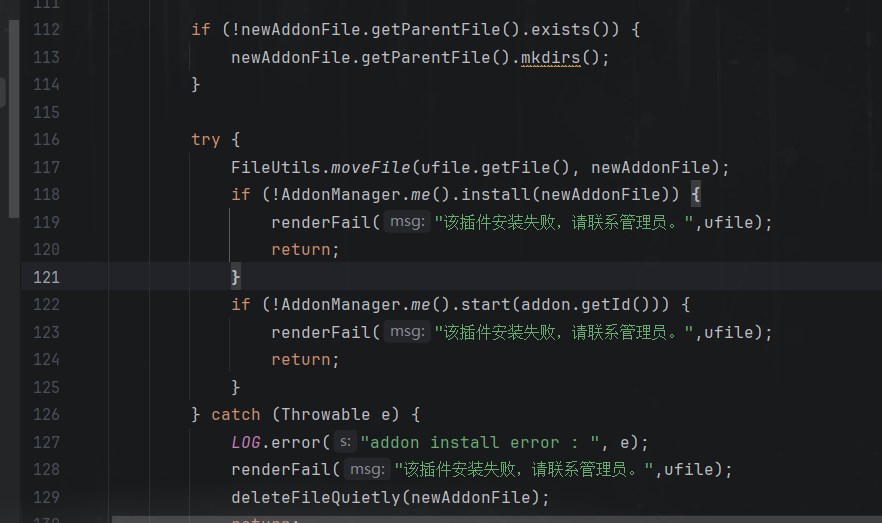 111
112 if (!newAddonFile.getParentFile().exists()) {
113 newAddonFile.getParentFile().mkdirs();
114 }
115
116 try {
117 FileUtils.moveFile(ufile.getFile(), newAddonFile);
118 if (!AddonManager.me().install(newAddonFile)) {
119 renderFail( msg: "该插件安装失败，请联系管理员。",ufile);
120 return;
121 }
122 if (!AddonManager.me().start(addon.getId())) {
123 renderFail( msg: "该插件安装失败，请联系管理员。",ufile);
124 return;
125 }
126 } catch (Throwable e) {
127 LOG.error( s: "addon install error : ", e);
128 renderFail( msg: "该插件安装失败，请联系管理员。",ufile);
129 deleteFileQuietly(newAddonFile);
130 return;